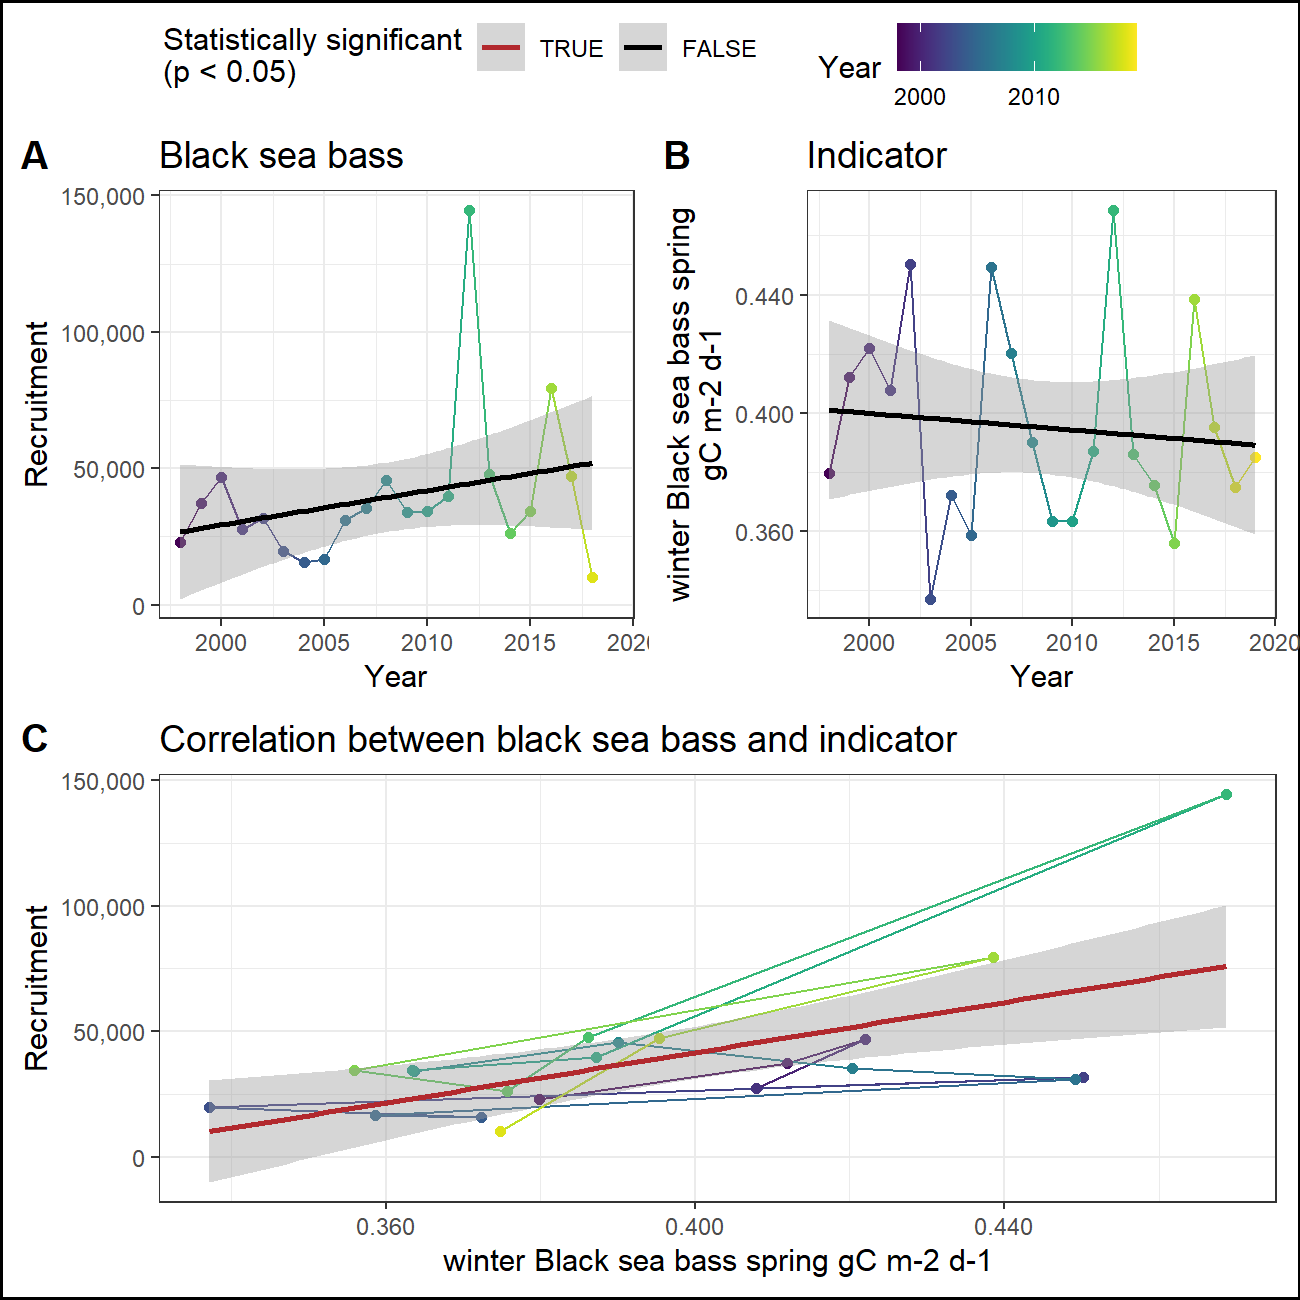 Statistically significant
(p < 0.05)
TRUE
FALSE
Year
2000
2010
A
Black sea bass
150,000
100,000
50,000
0
Recruitment
2000
2005
2010
2015
2020
Year
B
Indicator
winter Black sea bass spring
gC m-2 d-1
0.440
0.400
0.360
2000
2005
2010
2015
2020
Year
C
Correlation between black sea bass and indicator
150,000
100,000
50,000
0
Recruitment
0.360
0.400
0.440
winter Black sea bass spring gC m-2 d-1